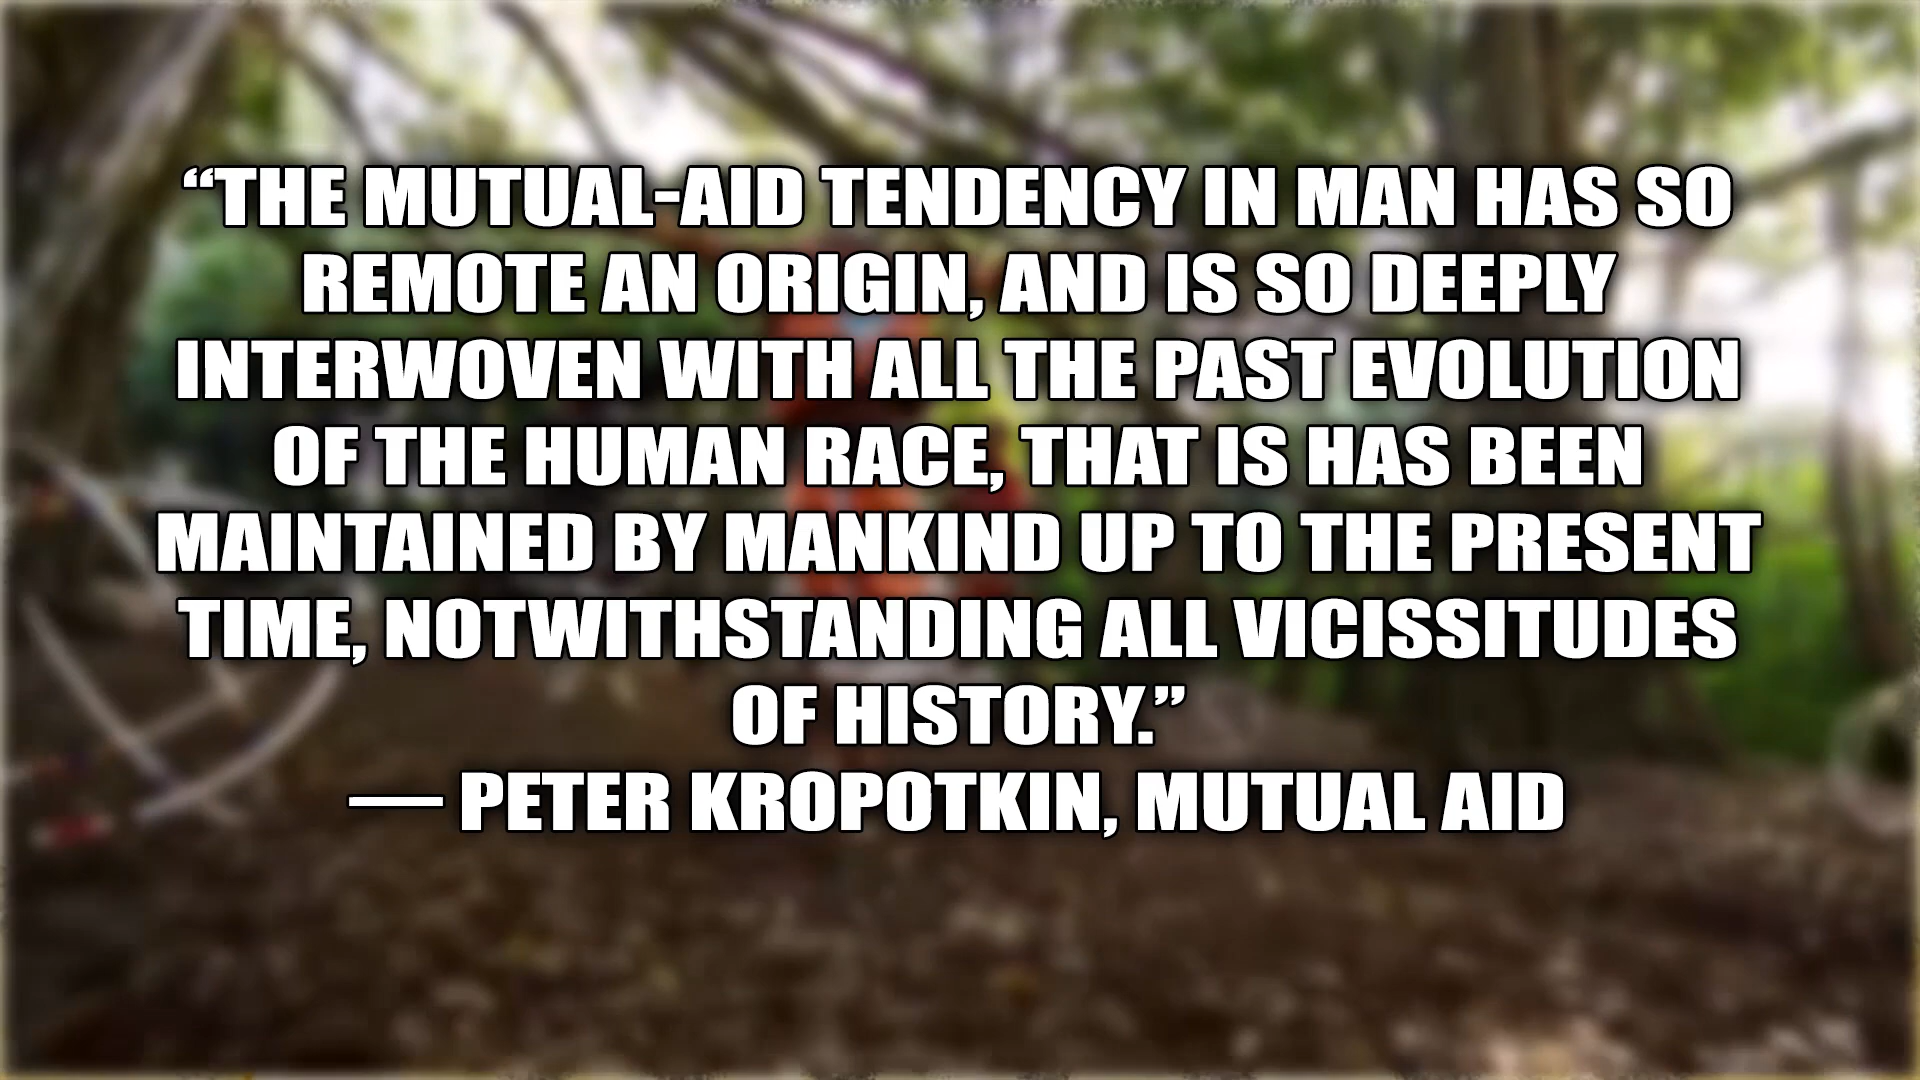 “THE MUTUAL-AID TENDENCY IN MAN HAS SO
REMOTE AN ORIGIN, AND IS SO DEEPLY
INTERWOVEN WITH ALL THE PAST EVOLUTION
OF THE HUMAN RACE, THAT IS HAS BEEN
MAINTAINED BY MANKIND UP TO THE PRESENT
TIME, NOTWITHSTANDING ALL VICISSITUDES
OF HISTORY.”
— PETER KROPOTKIN, MUTUAL AID